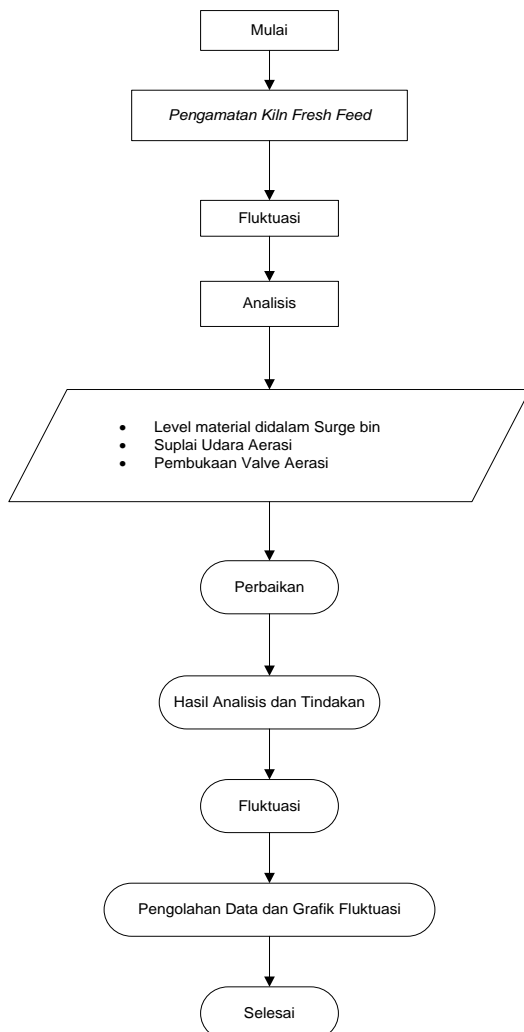 Mulai
Pengamatan Kiln Fresh Feed
Fluktuasi
Analisis
• Level material didalam Surge bin
• Suplai Udara Aerasi
• Pembukaan Valve Aerasi
Perbaikan
Hasil Analisis dan Tindakan
Fluktuasi
Pengolahan Data dan Grafik Fluktuasi
Selesai